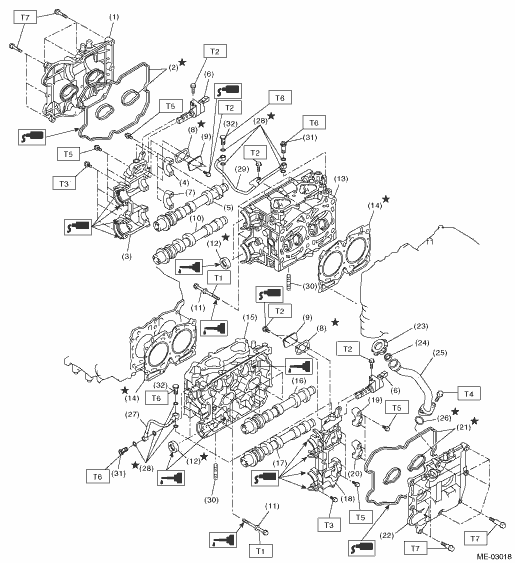 T7
(1)
T2
(2)
(6)
T6
T5
T2
(32)
(28)
T6
(31)
(8)
T5
(9)
T2
T3
(4)
(29)
(13)
(7)
(14)
(5)
(10)
(12)
(3)
T1
(30)
(11)
T2
(9)
(15)
(8)
(23)
(24)
T2
(25)
(14)
(32)
(16)
(6)
T6
(19)
T4
(27)
T5
(26)
(21)
(17)
T6
(31)
(28)
(12)
(20)
(30)
(18)
(11)
T3
T5
(22)
T7
T1
T7
ME-03018